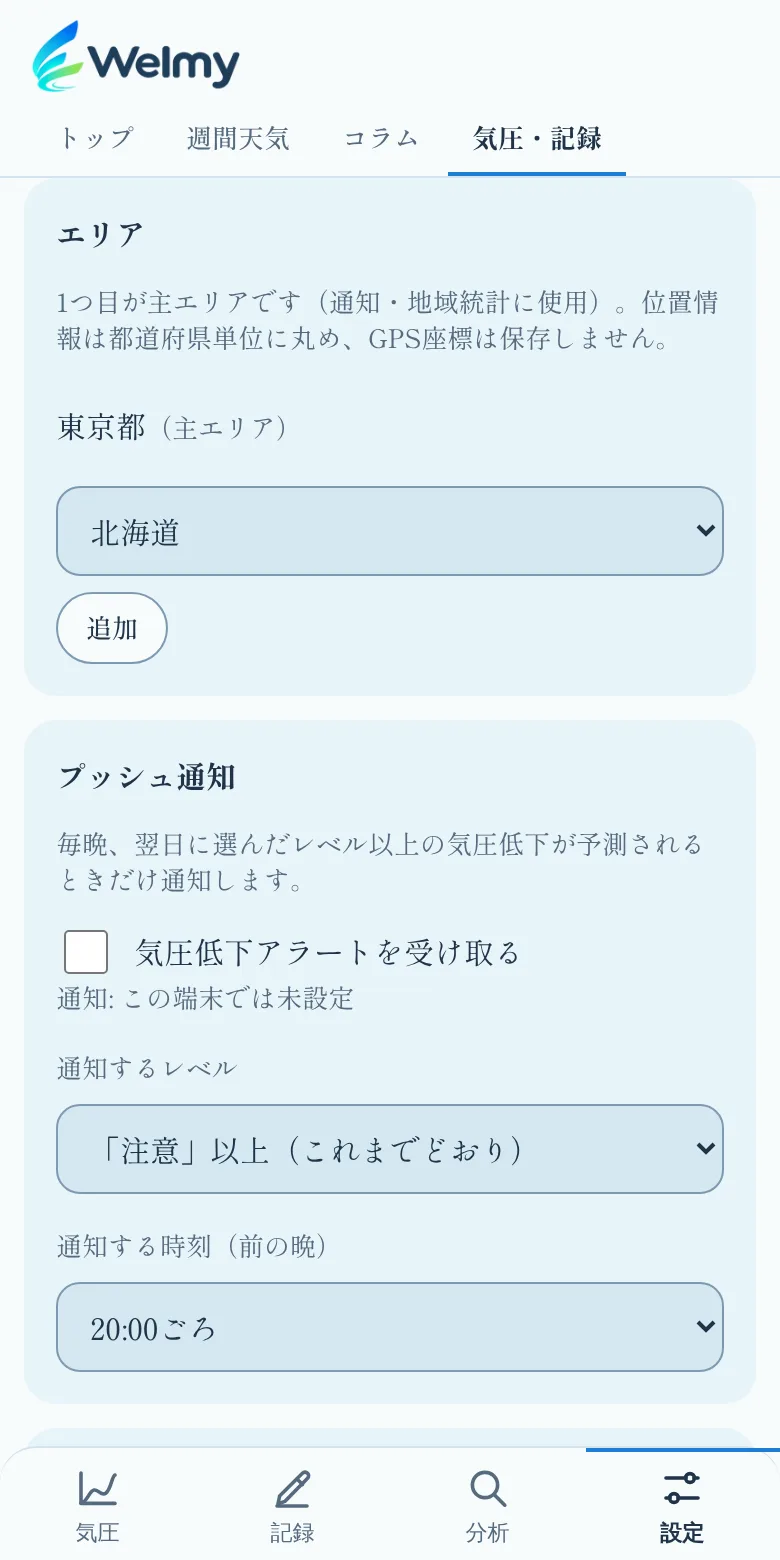 Welmy
トップ 週間天気 コラム 気圧・記録
エリア
1つ目が主エリアです（通知・地域統計に使用）。位置情
報は都道府県単位に丸め、GPS座標は保存しません。
東京都（主エリア）
北海道
追加
プッシュ通知
毎晩、翌日に選んだレベル以上の気圧低下が予測される
ときだけ通知します。
気圧低下アラートを受け取る
通知: この端末では未設定
通知するレベル
「注意」以上（これまでどおり）
通知する時刻（前の晩）
20:00ごろ
気圧 記録 分析 設定